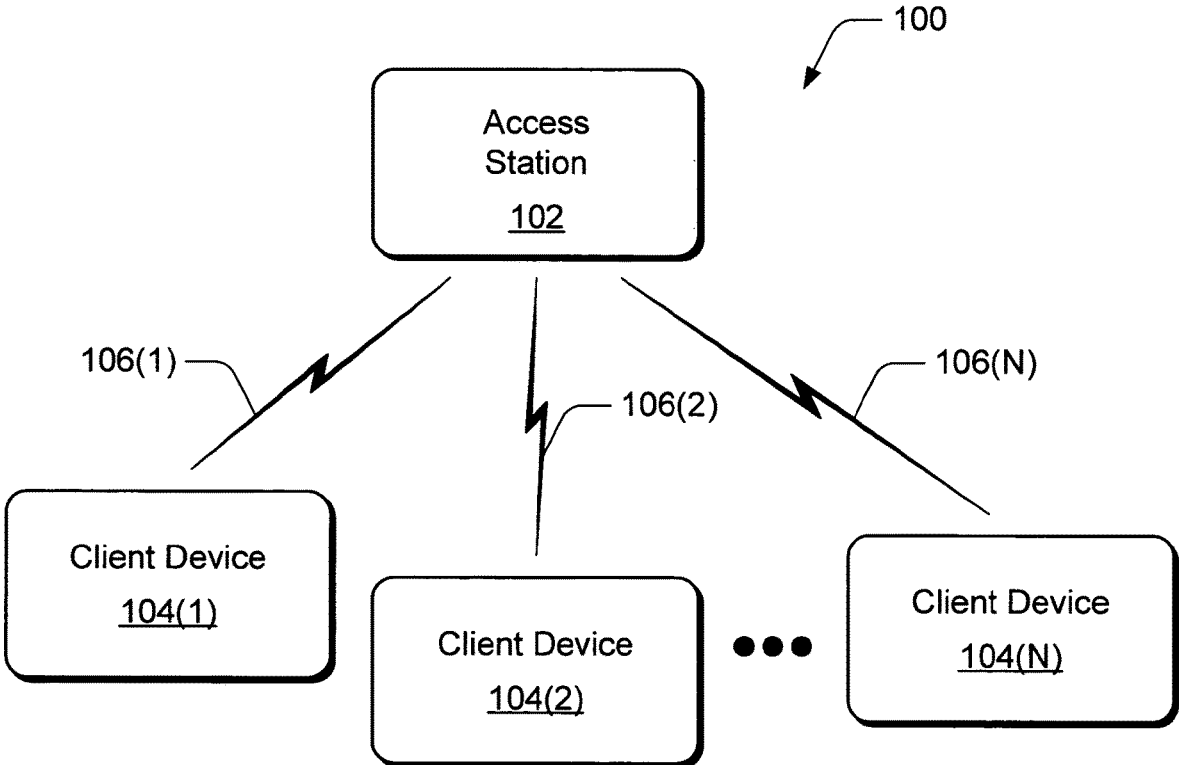 100
Access
Station
102
106(1)
106(2)
106(N)
Client Device
104(1)
Client Device
104(2)
Client Device
104(N)